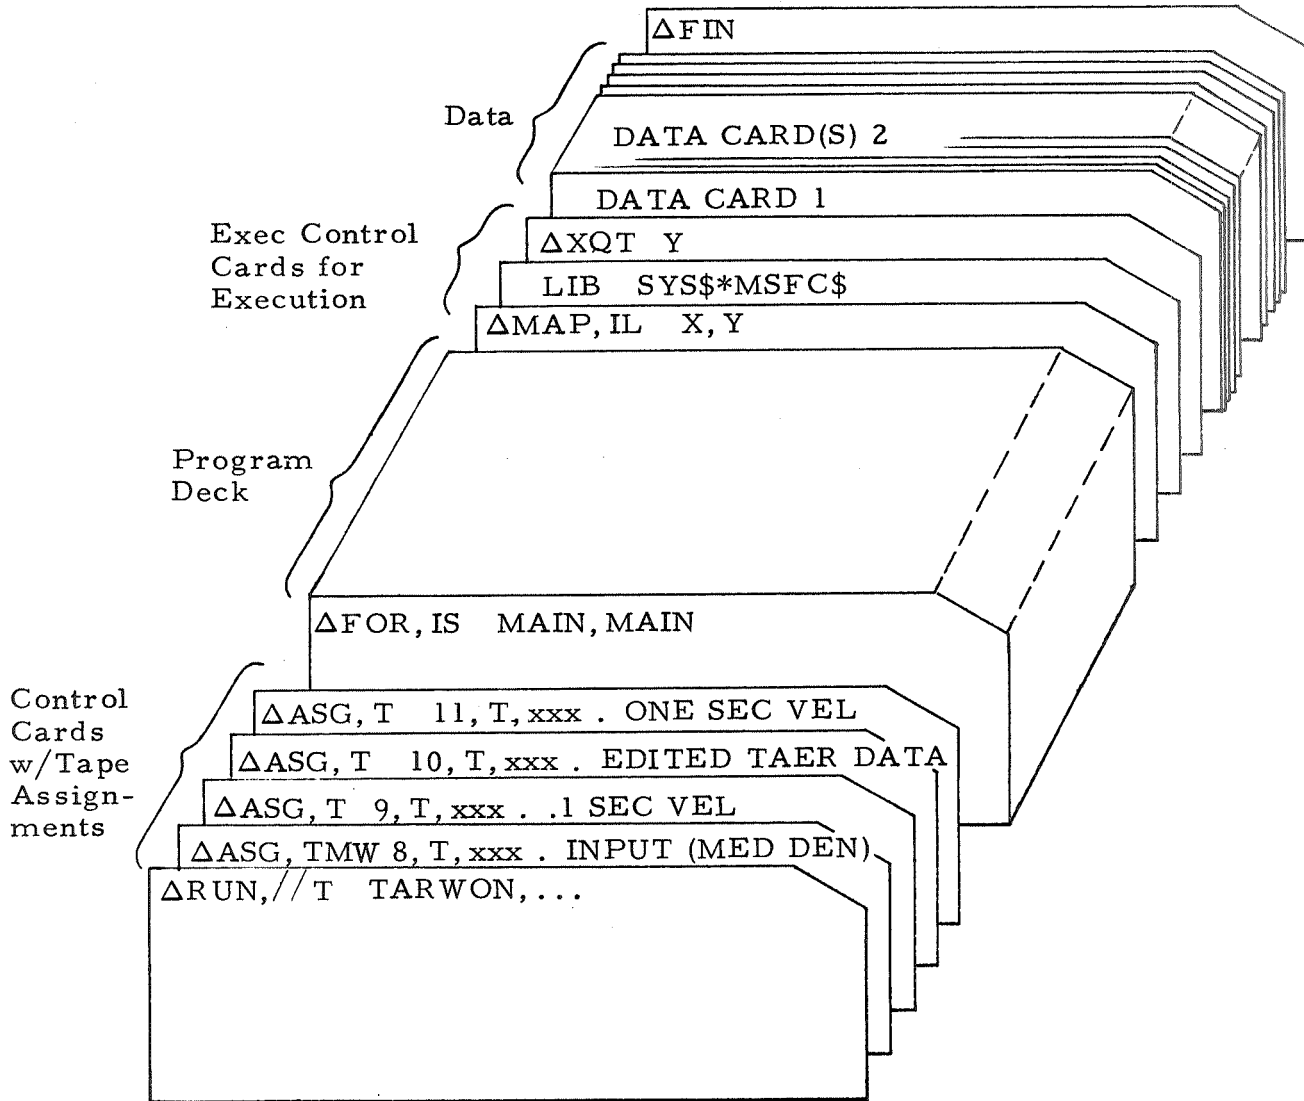 ΔFIN
Data
DATA CARD(S) 2
DATA CARD 1
Exec Control
Cards for
Execution
ΔXQT Y
LIB SYS$*MSFC$
ΔMAP, IL X, Y
Program
Deck
ΔFOR, IS MAIN, MAIN
Control
Cards
w/Tape
Assign-
ments
ΔASG, T 11, T, xxx . ONE SEC VEL
ΔASG, T 10, T, xxx . EDITED TAER DATA
ΔASG, T 9, T, xxx . .1 SEC VEL
ΔASG, TMW 8, T, xxx . INPUT (MED DEN)
ΔRUN, //T TARWON, ...